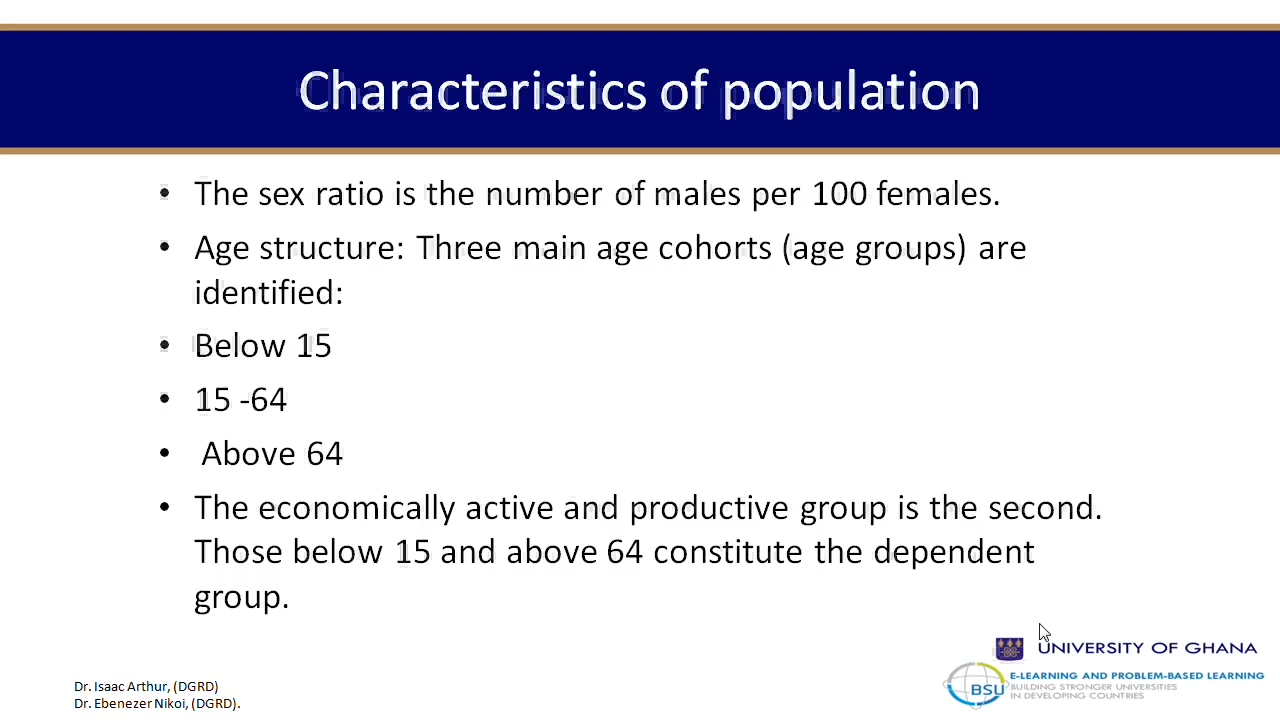 Characteristics of population
• The sex ratio is the number of males per 100 females.
• Age structure: Three main age cohorts (age groups) are
identified:
• Below 15
• 15 -64
• Above 64
• The economically active and productive group is the second.
Those below 15 and above 64 constitute the dependent
group.
UNIVERSITY OF GHANA
BSU
E-LEARNING AND PROBLEM-BASED LEARNING
BUILDING STRONGER UNIVERSITIES
IN DEVELOPING COUNTRIES
Dr. Isaac Arthur, (DGRD)
Dr. Ebenezer Nikoi, (DGRD).